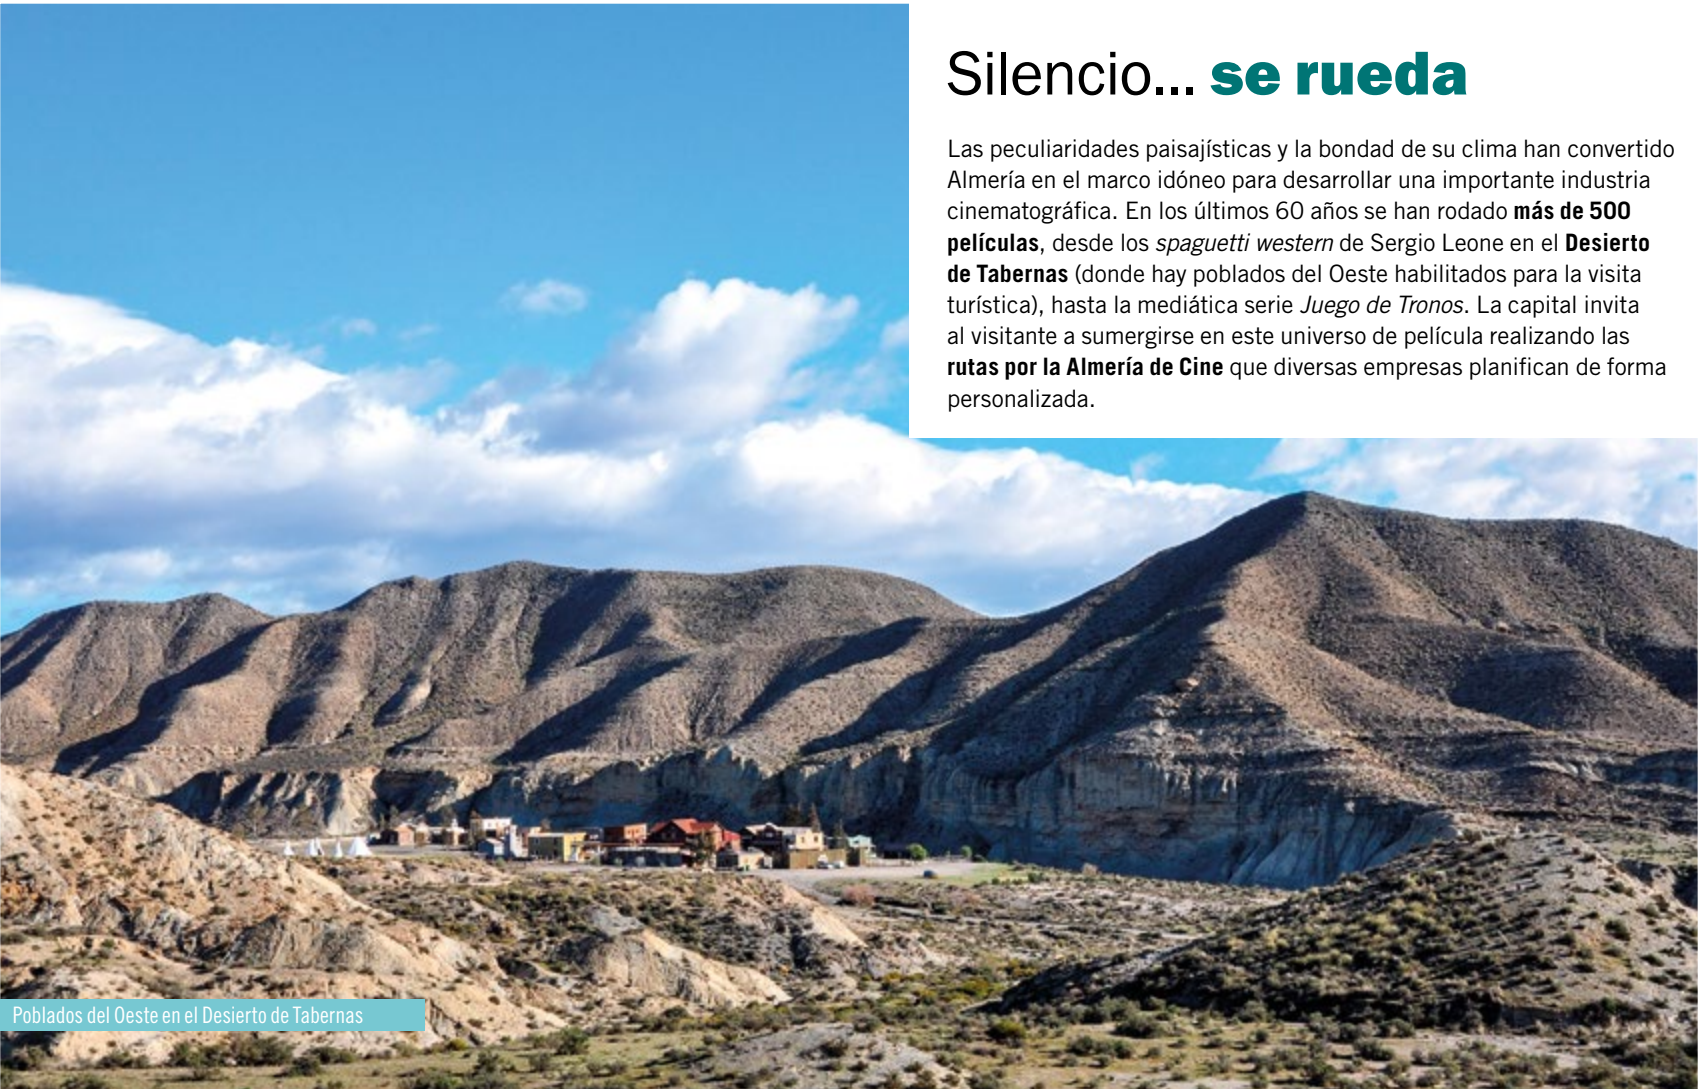 Silencio... se rueda
Las peculiaridades paisajísticas y la bondad de su clima han convertido
Almería en el marco idóneo para desarrollar una importante industria
cinematográfica. En los últimos 60 años se han rodado más de 500
películas, desde los spaguetti western de Sergio Leone en el Desierto
de Tabernas (donde hay poblados del Oeste habilitados para la visita
turística), hasta la mediática serie Juego de Tronos. La capital invita
al visitante a sumergirse en este universo de película realizando las
rutas por la Almería de Cine que diversas empresas planifican de forma
personalizada.
Poblados del Oeste en el Desierto de Tabernas